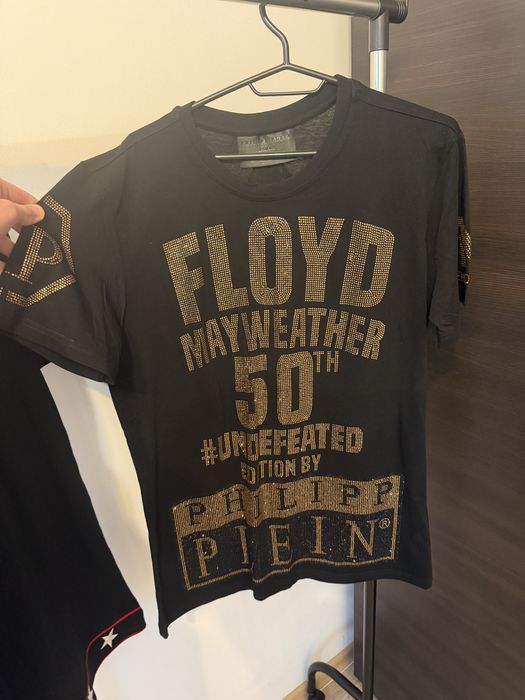 FLOYD
MAYWEATHER
50TH
#UNDEFEATED
EDITION BY
PHILIPP
PLEIN®
P